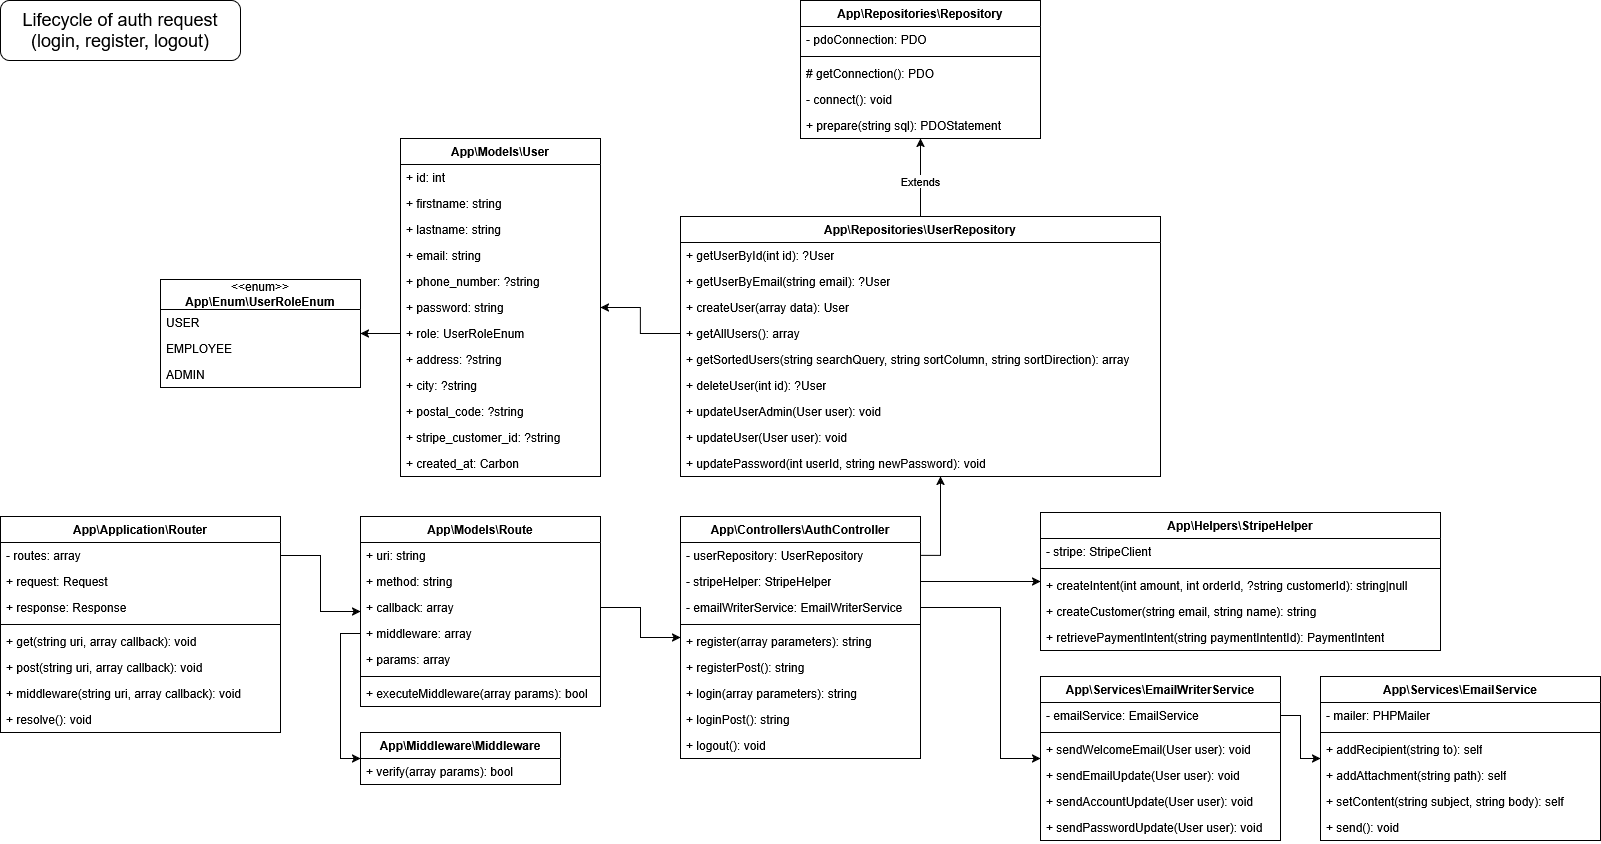 Lifecycle of auth request
(login, register, logout)
App\Repositories\Repository
- pdoConnection: PDO
# getConnection(): PDO
- connect(): void
+ prepare(string sql): PDOStatement
Extends
App\Models\User
+ id: int
+ firstname: string
+ lastname: string
+ email: string
+ phone_number: ?string
+ password: string
+ role: UserRoleEnum
+ address: ?string
+ city: ?string
+ postal_code: ?string
+ stripe_customer_id: ?string
+ created_at: Carbon
App\Repositories\UserRepository
+ getUserById(int id): ?User
+ getUserByEmail(string email): ?User
+ createUser(array data): User
+ getAllUsers(): array
+ getSortedUsers(string searchQuery, string sortColumn, string sortDirection): array
+ deleteUser(int id): ?User
+ updateUserAdmin(User user): void
+ updateUser(User user): void
+ updatePassword(int userId, string newPassword): void
<<enum>>
App\Enum\UserRoleEnum
USER
EMPLOYEE
ADMIN
App\Application\Router
- routes: array
+ request: Request
+ response: Response
+ get(string uri, array callback): void
+ post(string uri, array callback): void
+ middleware(string uri, array callback): void
+ resolve(): void
App\Models\Route
+ uri: string
+ method: string
+ callback: array
+ middleware: array
+ params: array
+ executeMiddleware(array params): bool
App\Middleware\Middleware
+ verify(array params): bool
App\Controllers\AuthController
- userRepository: UserRepository
- stripeHelper: StripeHelper
- emailWriterService: EmailWriterService
+ register(array parameters): string
+ registerPost(): string
+ login(array parameters): string
+ loginPost(): string
+ logout(): void
App\Helpers\StripeHelper
- stripe: StripeClient
+ createIntent(int amount, int orderId, ?string customerId): string|null
+ createCustomer(string email, string name): string
+ retrievePaymentIntent(string paymentIntentId): PaymentIntent
App\Services\EmailWriterService
- emailService: EmailService
+ sendWelcomeEmail(User user): void
+ sendEmailUpdate(User user): void
+ sendAccountUpdate(User user): void
+ sendPasswordUpdate(User user): void
App\Services\EmailService
- mailer: PHPMailer
+ addRecipient(string to): self
+ addAttachment(string path): self
+ setContent(string subject, string body): self
+ send(): void